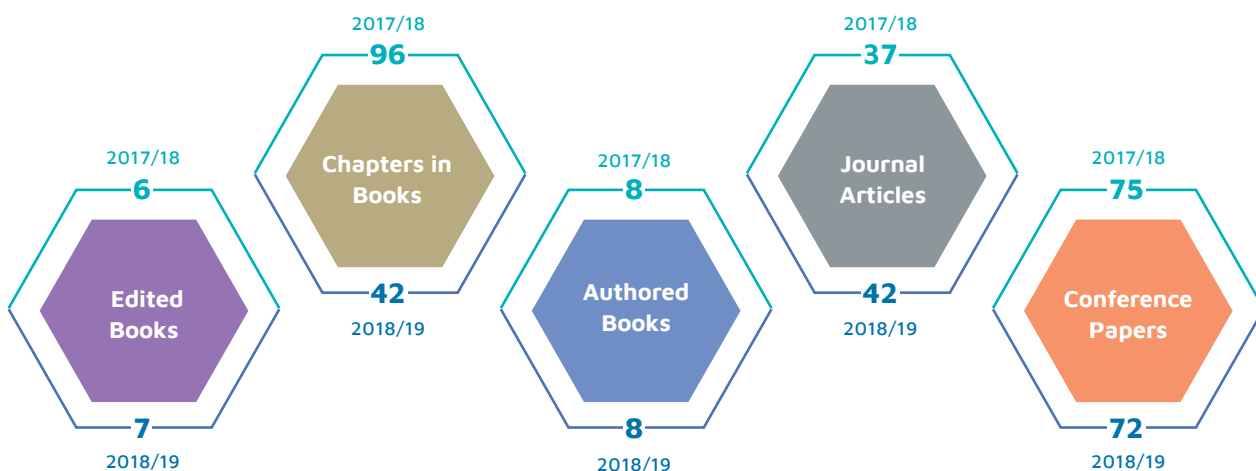 2017/18
6
Edited
Books
7
2018/19
2017/18
96
Chapters in
Books
42
2018/19
2017/18
8
Authored
Books
8
2018/19
2017/18
37
Journal
Articles
42
2018/19
2017/18
75
Conference
Papers
72
2018/19